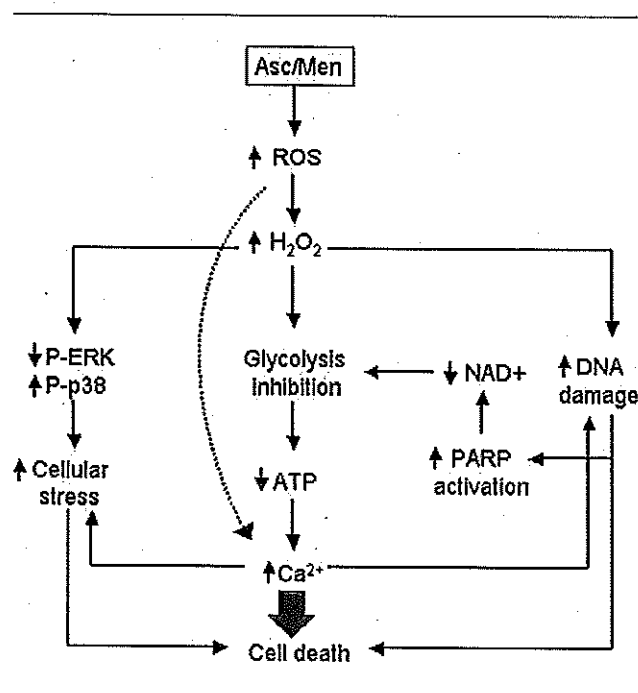 Asc/Men
ROS
H₂O₂
P-ERK
P-p38
Glycolysis
inhibition
NAD+
DNA
damage
Cellular
stress
ATP
PARP
activation
Ca²⁺
Cell death